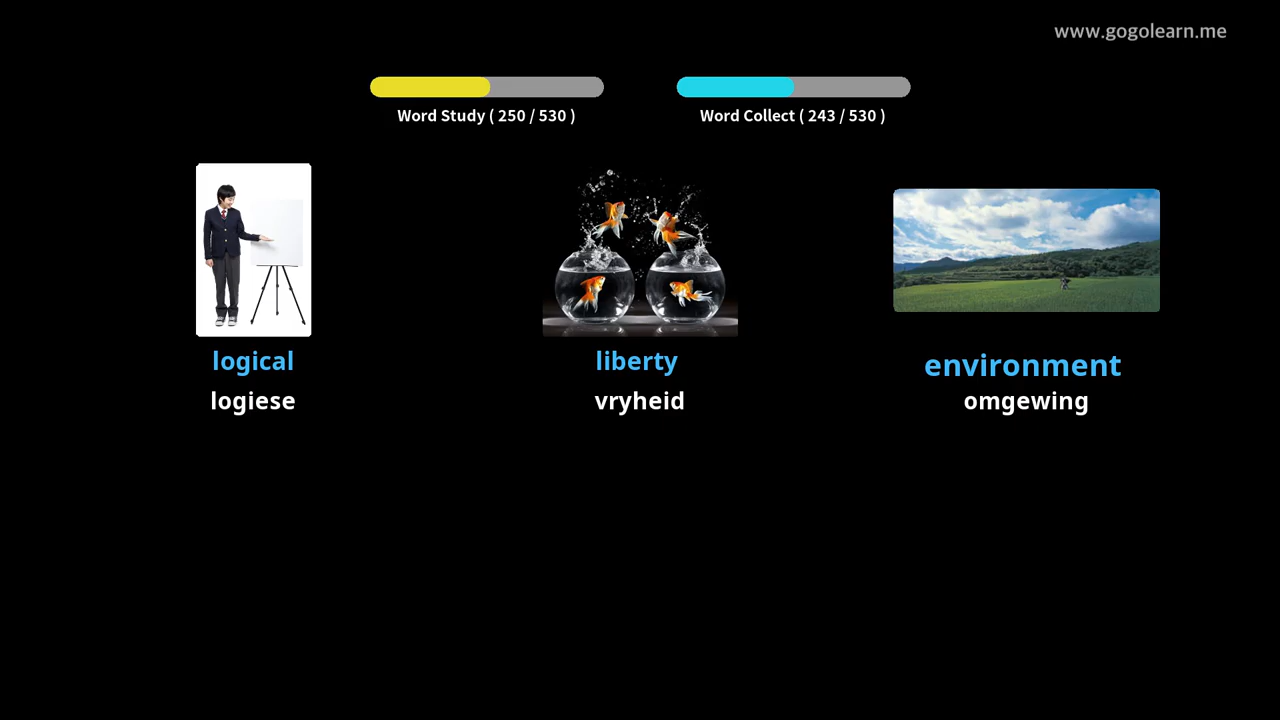 www.gogolearn.me
Word Study ( 250 / 530 )
Word Collect ( 243 / 530 )
logical
liberty
environment
logiese
vryheid
omgewing